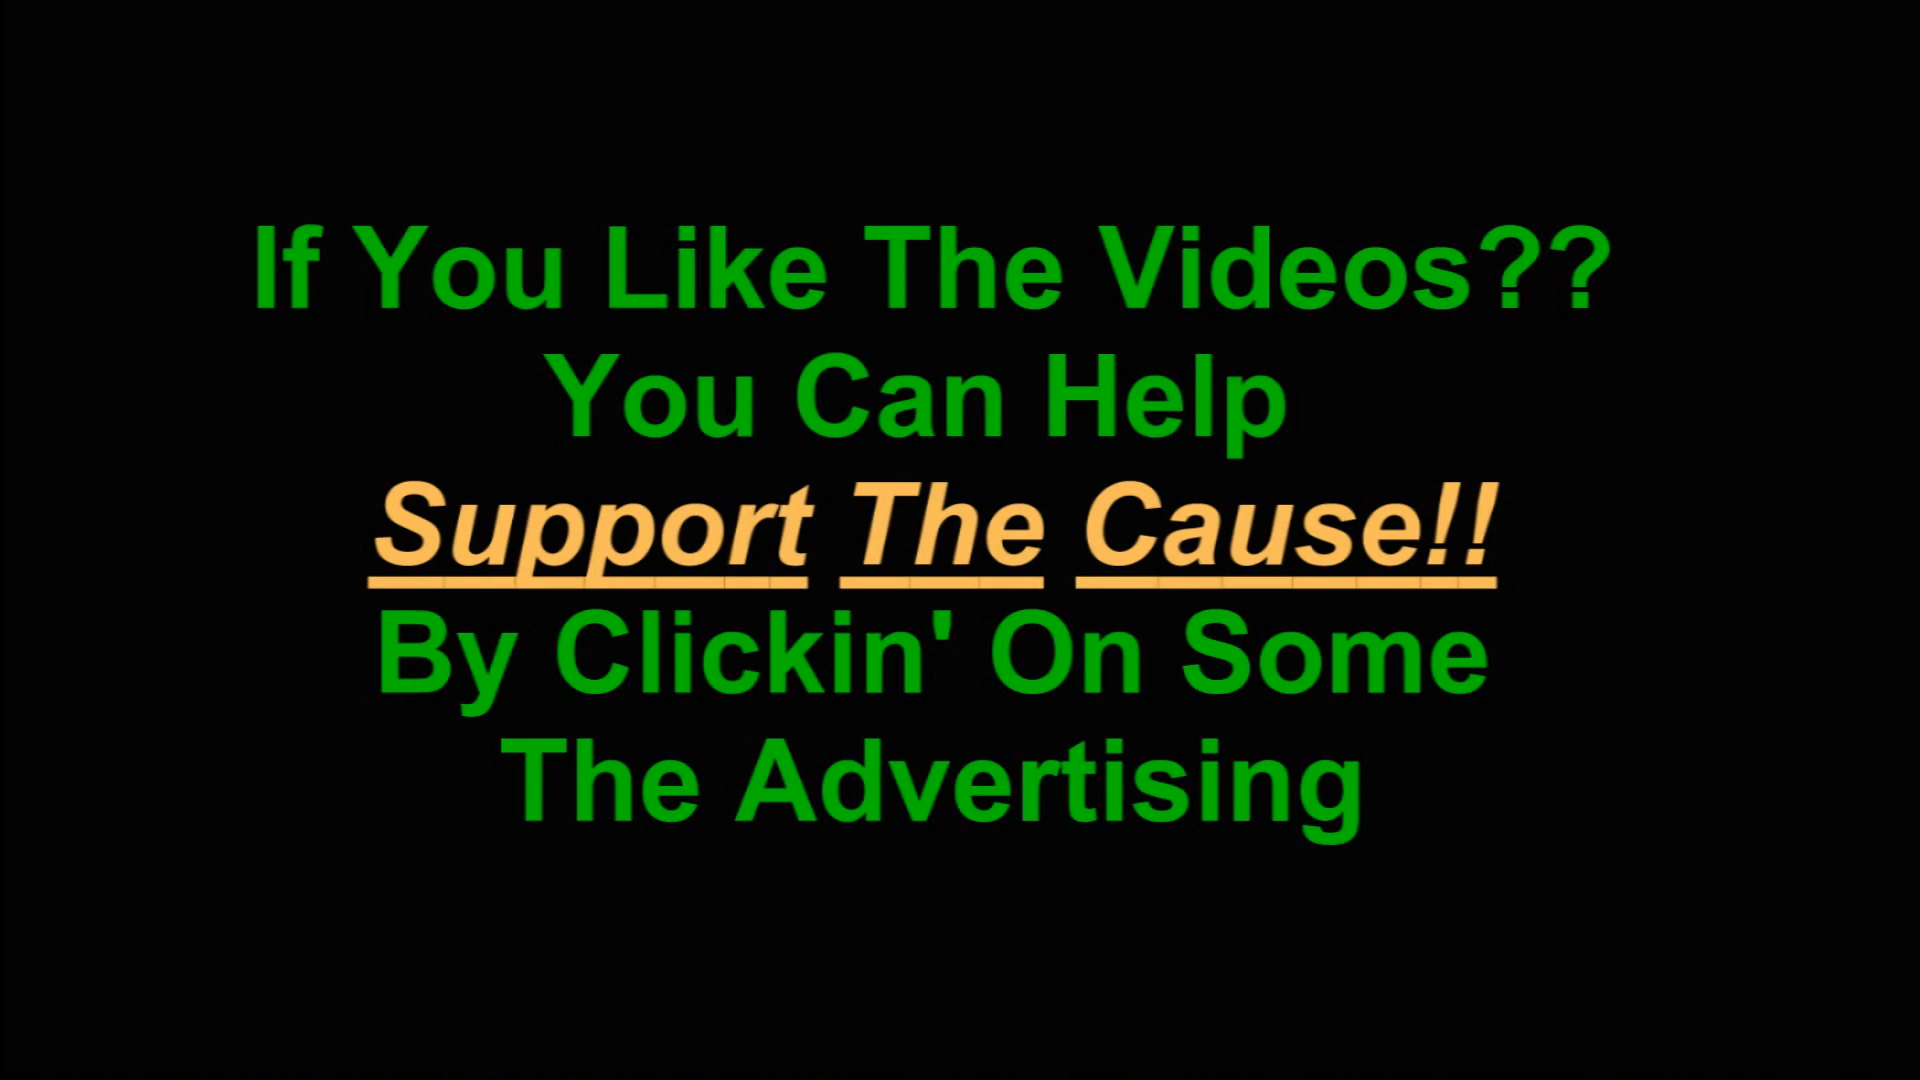 If You Like The Videos??
You Can Help
Support The Cause!!
By Clickin' On Some
The Advertising